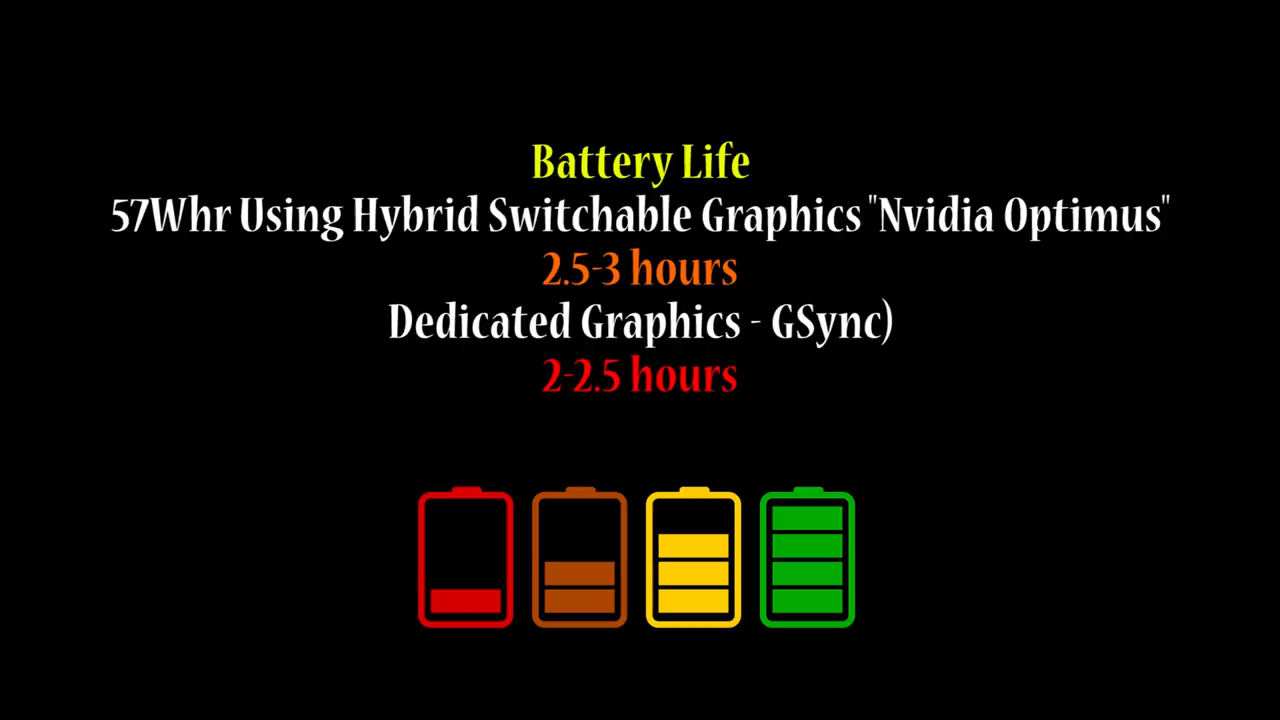 Battery Life
57Whr Using Hybrid Switchable Graphics "Nvidia Optimus"
2.5-3 hours
Dedicated Graphics - GSync)
2-2.5 hours